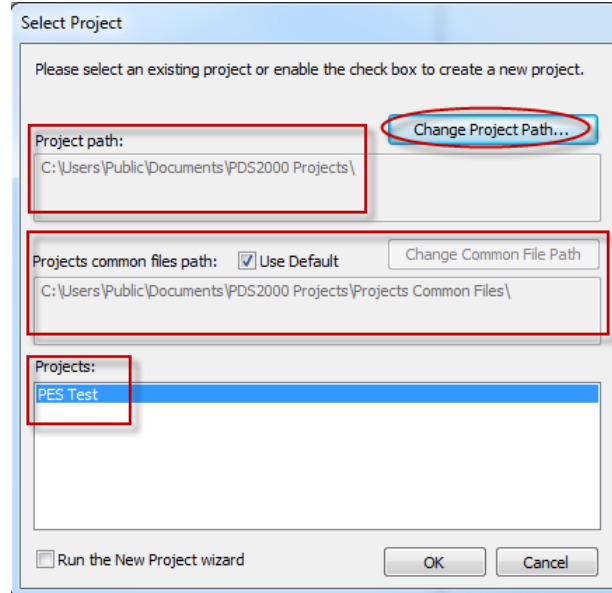 Select Project
Please select an existing project or enable the check box to create a new project.
Change Project Path...
Project path:
C:\Users\Public\Documents\PDS2000 Projects\
Projects common files path: Use Default Change Common File Path
C:\Users\Public\Documents\PDS2000 Projects\Projects Common Files\
Projects:
PES Test
Run the New Project wizard OK Cancel